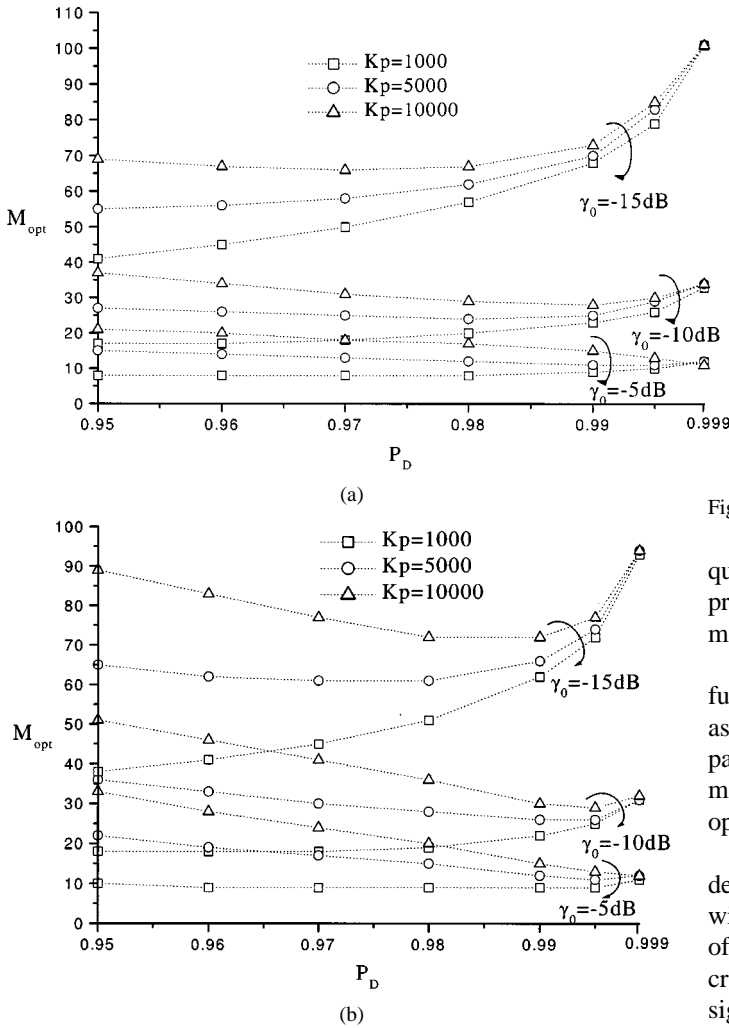 110
100
90
80
70
60
50
40
30
20
10
0
M opt
Kp=1000
Kp=5000
Kp=10000
γ0=-15dB
γ0=-10dB
γ0=-5dB
0.95 0.96 0.97 0.98 0.99 0.999
P D
(a)
100
90
80
70
60
50
40
30
20
10
0
M opt
Kp=1000
Kp=5000
Kp=10000
γ0=-15dB
γ0=-10dB
γ0=-5dB
0.95 0.96 0.97 0.98 0.99 0.999
P D
(b)
Fig
qu
pr
m
fu
as
pa
m
op
de
wi
of
cr
sig